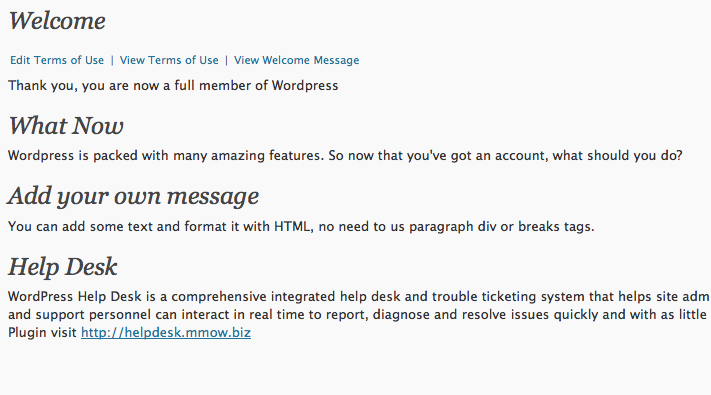 Welcome
Edit Terms of Use | View Terms of Use | View Welcome Message
Thank you, you are now a full member of Wordpress
What Now
Wordpress is packed with many amazing features. So now that you've got an account, what should you do?
Add your own message
You can add some text and format it with HTML, no need to us paragraph div or breaks tags.
Help Desk
WordPress Help Desk is a comprehensive integrated help desk and trouble ticketing system that helps site adm
and support personnel can interact in real time to report, diagnose and resolve issues quickly and with as little
Plugin visit http://helpdesk.mmow.biz